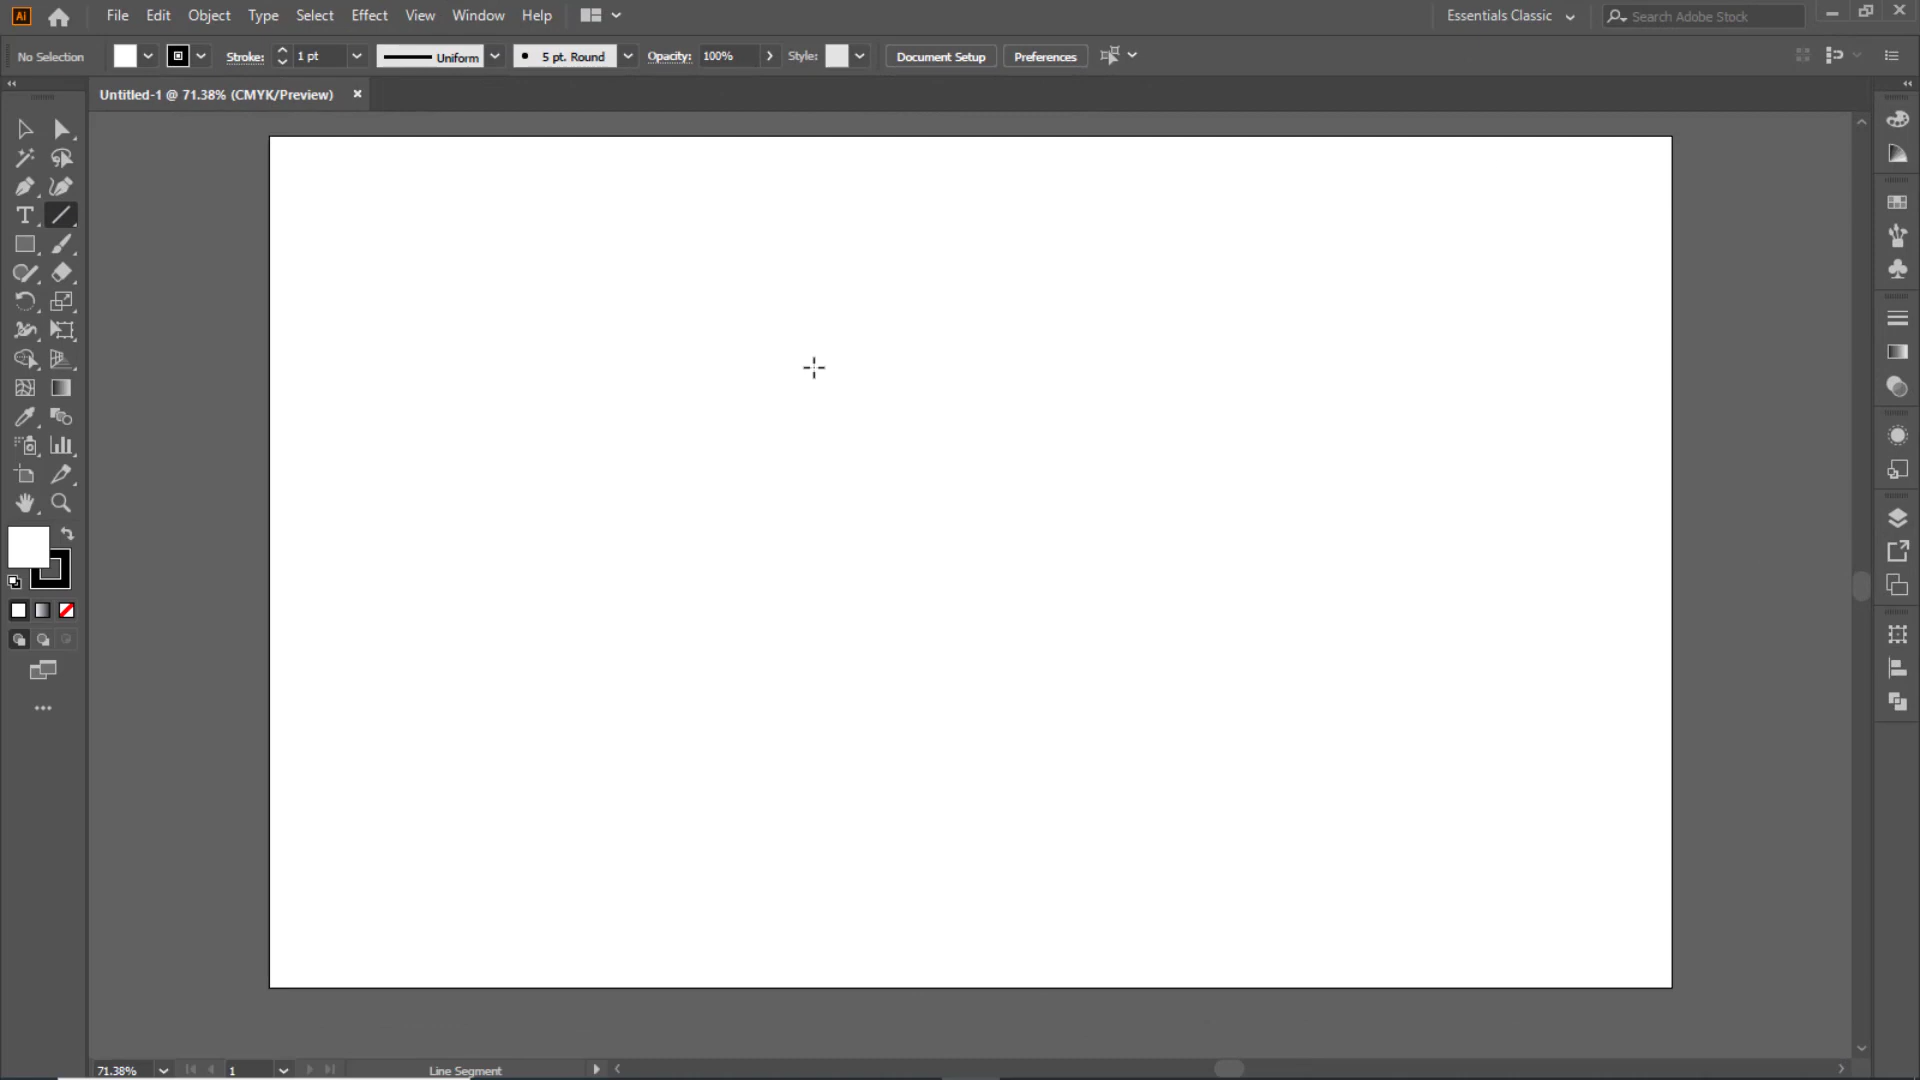 Ai File Edit Object Type Select Effect View Window Help Essentials Classic Search Adobe Stock
No Selection Stroke: 1 pt Uniform 5 pt. Round Opacity: 100% Style: Document Setup Preferences
Untitled-1 @ 71.38% (CMYK/Preview)
T
71.38% 1 Line Segment